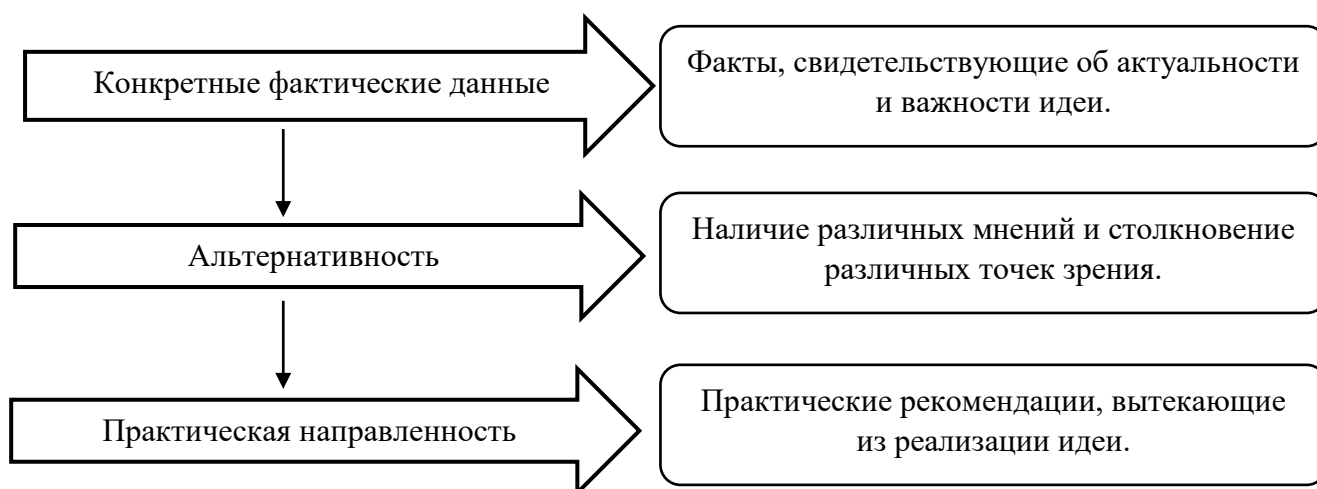 Конкретные фактические данные
Факты, свидетельствующие об актуальности
и важности идеи.
Альтернативность
Наличие различных мнений и столкновение
различных точек зрения.
Практическая направленность
Практические рекомендации, вытекающие
из реализации идеи.